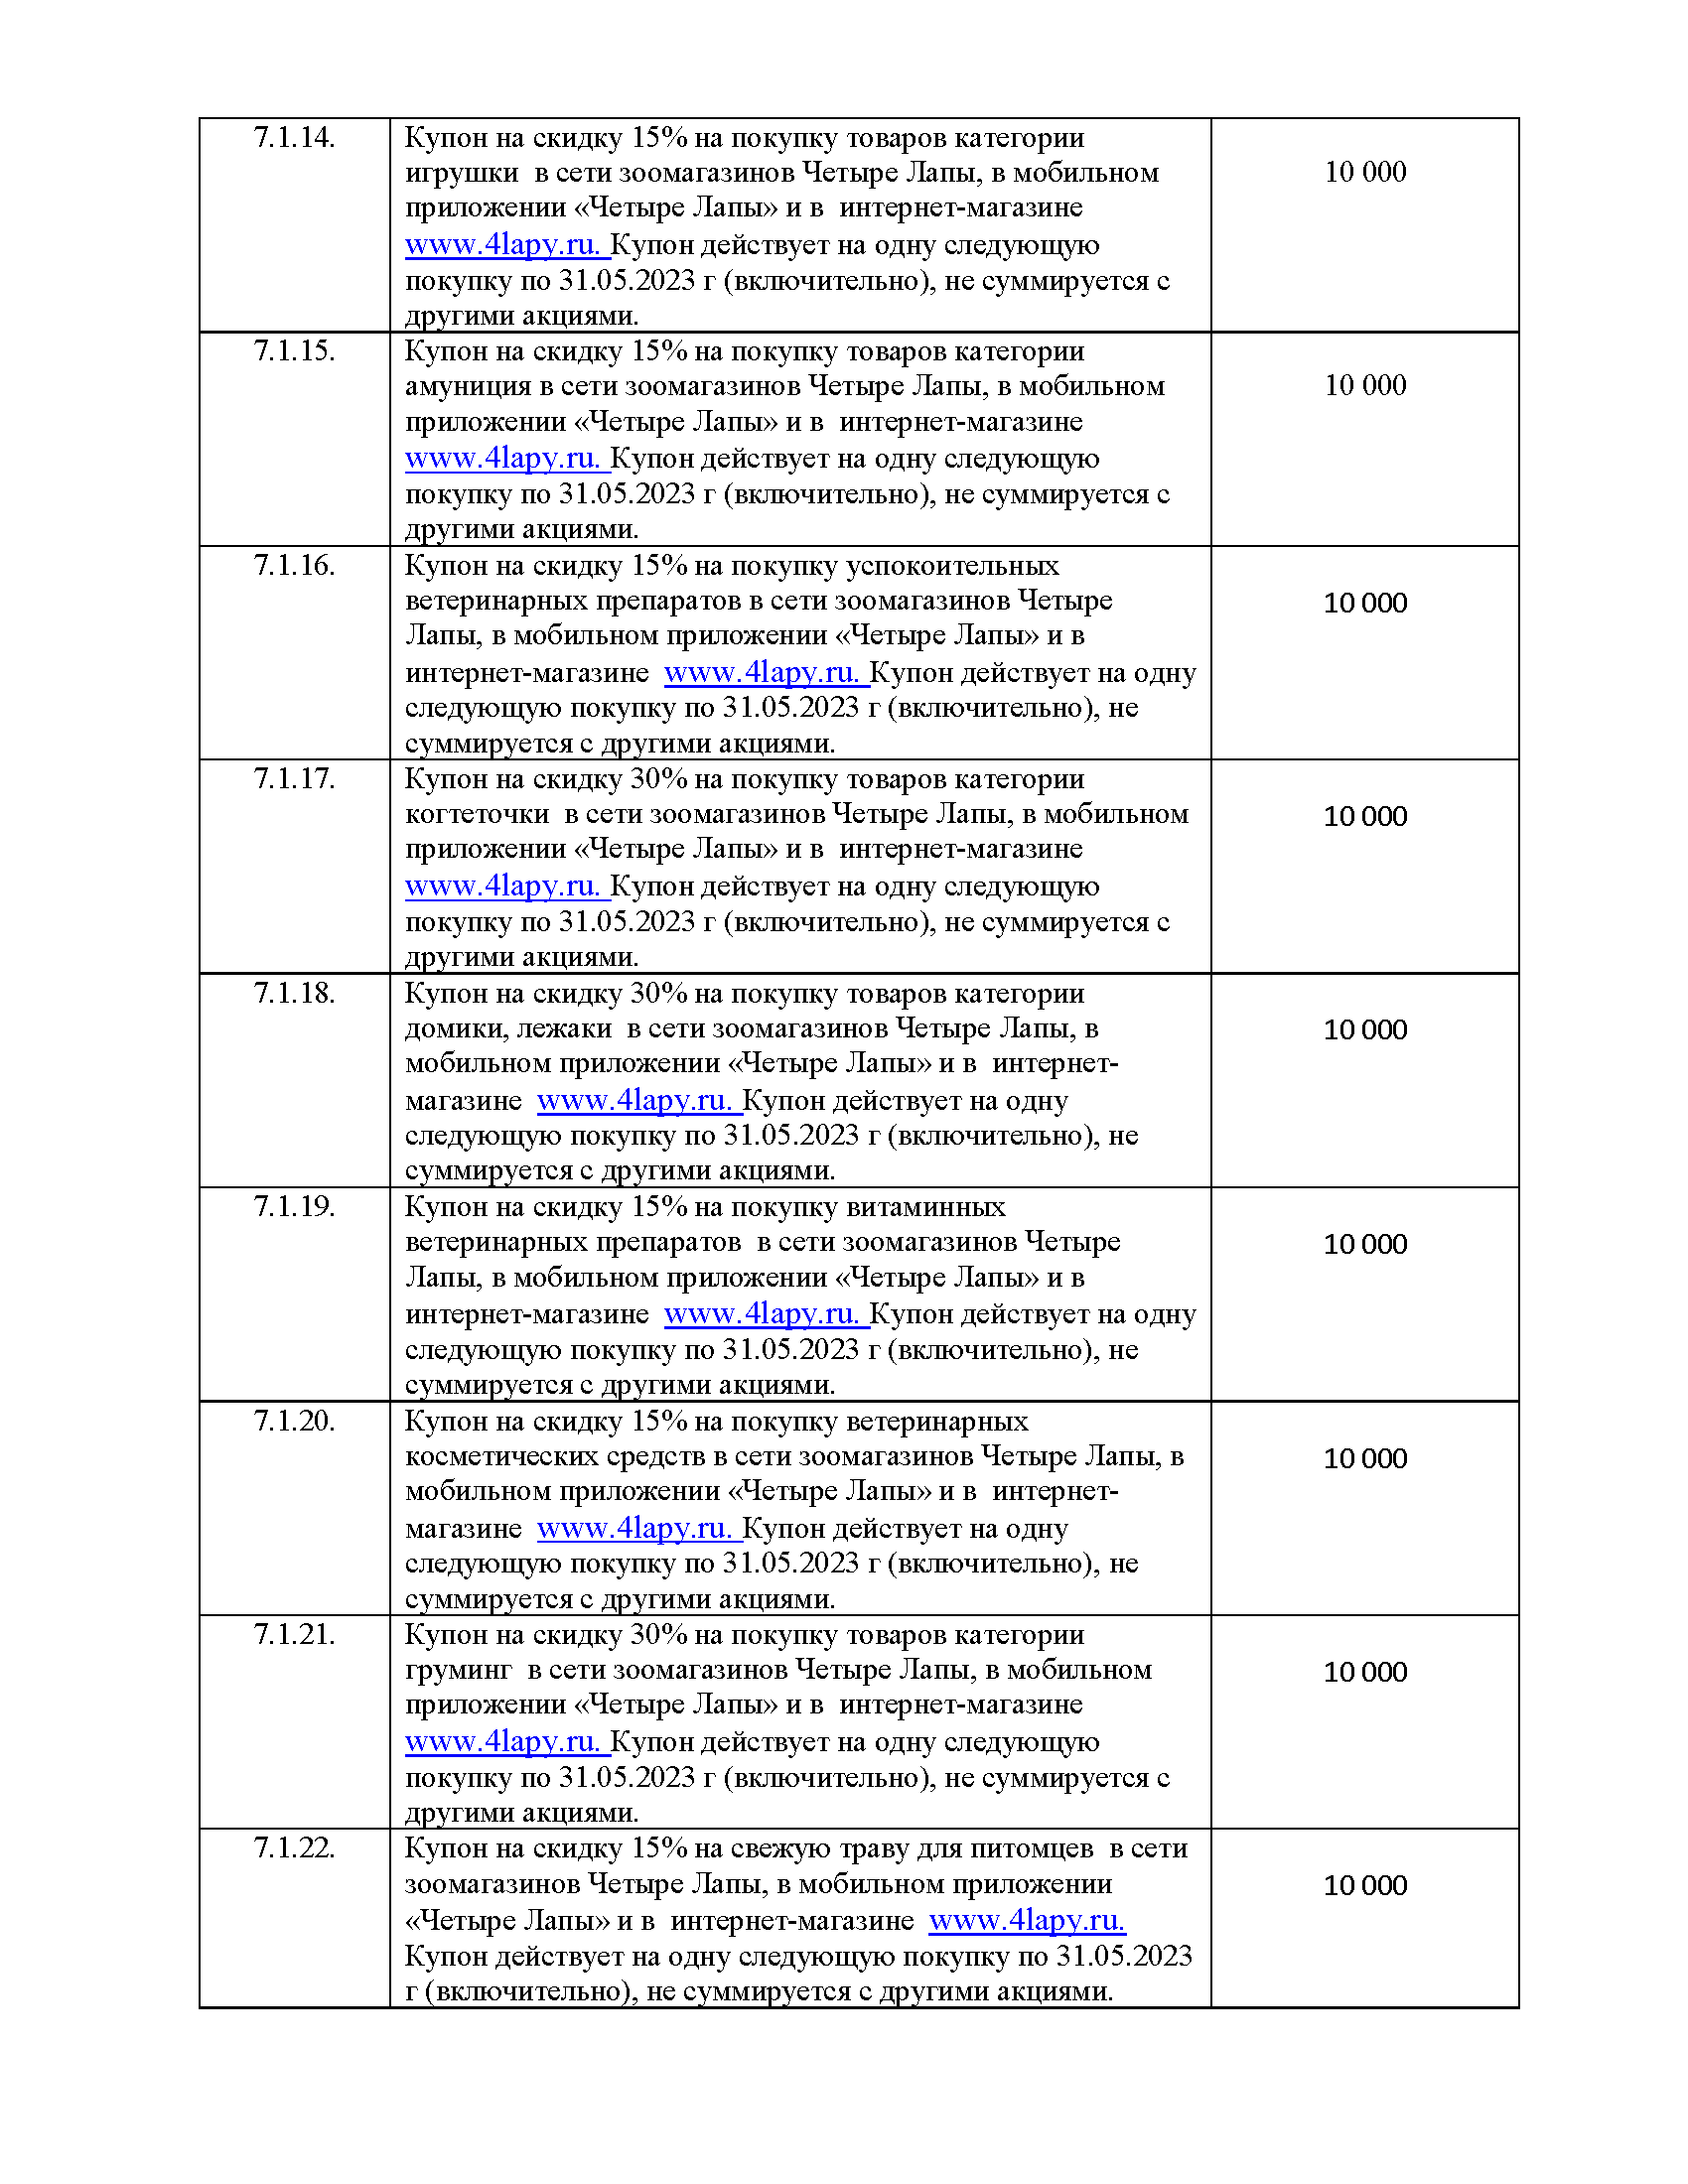 7.1.14.
Купон на скидку 15% на покупку товаров категории
игрушки  в сети зоомагазинов Четыре Лапы, в мобильном
приложении «Четыре Лапы» и в  интернет-магазине
www.4lapy.ru. Купон действует на одну следующую
покупку по 31.05.2023 г (включительно), не суммируется с
другими акциями.
10 000
7.1.15.
Купон на скидку 15% на покупку товаров категории
амуниция в сети зоомагазинов Четыре Лапы, в мобильном
приложении «Четыре Лапы» и в  интернет-магазине
www.4lapy.ru. Купон действует на одну следующую
покупку по 31.05.2023 г (включительно), не суммируется с
другими акциями.
10 000
7.1.16.
Купон на скидку 15% на покупку успокоительных
ветеринарных препаратов в сети зоомагазинов Четыре
Лапы, в мобильном приложении «Четыре Лапы» и в
интернет-магазине  www.4lapy.ru. Купон действует на одну
следующую покупку по 31.05.2023 г (включительно), не
суммируется с другими акциями.
10 000
7.1.17.
Купон на скидку 30% на покупку товаров категории
когтеточки  в сети зоомагазинов Четыре Лапы, в мобильном
приложении «Четыре Лапы» и в  интернет-магазине
www.4lapy.ru. Купон действует на одну следующую
покупку по 31.05.2023 г (включительно), не суммируется с
другими акциями.
10 000
7.1.18.
Купон на скидку 30% на покупку товаров категории
домики, лежаки  в сети зоомагазинов Четыре Лапы, в
мобильном приложении «Четыре Лапы» и в  интернет-
магазине  www.4lapy.ru. Купон действует на одну
следующую покупку по 31.05.2023 г (включительно), не
суммируется с другими акциями.
10 000
7.1.19.
Купон на скидку 15% на покупку витаминных
ветеринарных препаратов  в сети зоомагазинов Четыре
Лапы, в мобильном приложении «Четыре Лапы» и в
интернет-магазине  www.4lapy.ru. Купон действует на одну
следующую покупку по 31.05.2023 г (включительно), не
суммируется с другими акциями.
10 000
7.1.20.
Купон на скидку 15% на покупку ветеринарных
косметических средств в сети зоомагазинов Четыре Лапы, в
мобильном приложении «Четыре Лапы» и в  интернет-
магазине  www.4lapy.ru. Купон действует на одну
следующую покупку по 31.05.2023 г (включительно), не
суммируется с другими акциями.
10 000
7.1.21.
Купон на скидку 30% на покупку товаров категории
груминг  в сети зоомагазинов Четыре Лапы, в мобильном
приложении «Четыре Лапы» и в  интернет-магазине
www.4lapy.ru. Купон действует на одну следующую
покупку по 31.05.2023 г (включительно), не суммируется с
другими акциями.
10 000
7.1.22.
Купон на скидку 15% на свежую траву для питомцев  в сети
зоомагазинов Четыре Лапы, в мобильном приложении
«Четыре Лапы» и в  интернет-магазине  www.4lapy.ru.
Купон действует на одну следующую покупку по 31.05.2023
г (включительно), не суммируется с другими акциями.
10 000